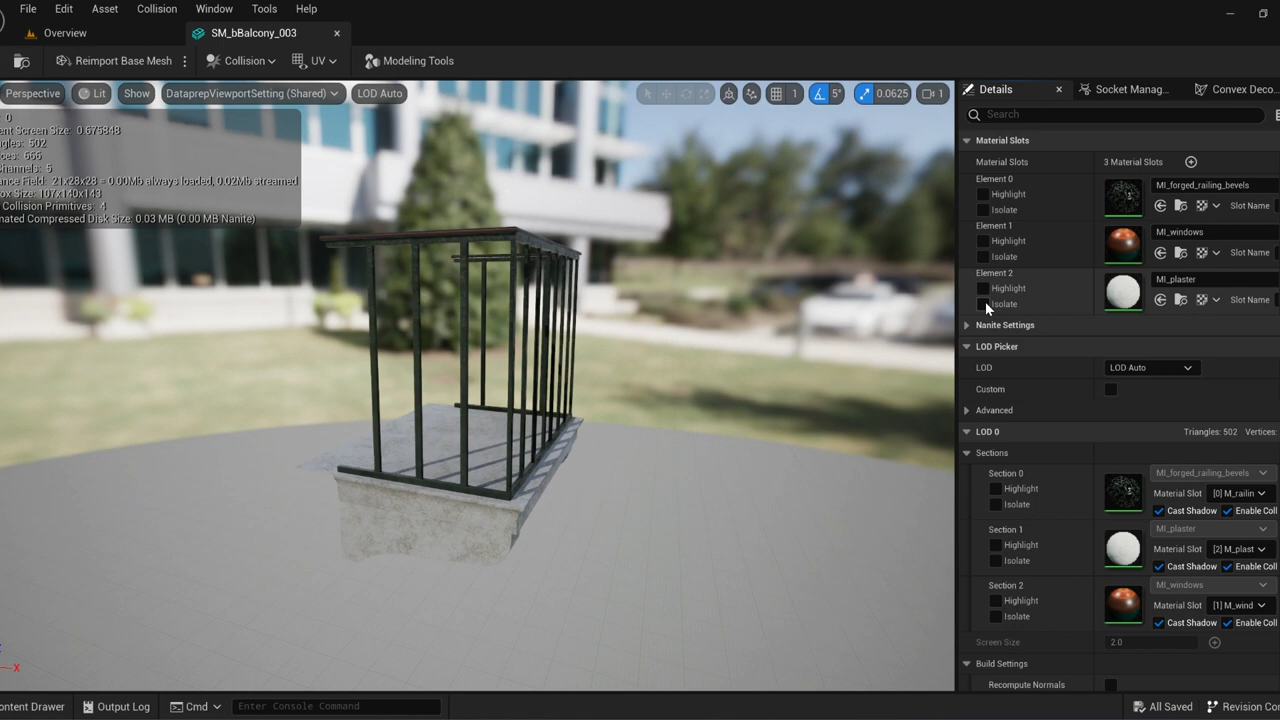 File Edit Asset Collision Window Tools Help
Overview SM_bBalcony_003
Reimport Base Mesh Collision UV Modeling Tools
Perspective Lit Show DataprepViewportSetting (Shared) LOD Auto 1 5° 0.0625 1
Details Socket Manag... Convex Deco...
: 0
ent Screen Size: 0.675848
ngles: 502
ices: 666
hannels: 5
ance Field: 21x28x28 = 0.00Mb always loaded, 0.02Mb streamed
ox Size: 107x140x143
Collision Primitives: 4
nated Compressed Disk Size: 0.03 MB (0.00 MB Nanite)
X
Search
Material Slots
Material Slots 3 Material Slots
Element 0
Highlight
Isolate
MI_forged_railing_bevels
Slot Name
Element 1
Highlight
Isolate
MI_windows
Slot Name
Element 2
Highlight
Isolate
MI_plaster
Slot Name
Nanite Settings
LOD Picker
LOD LOD Auto
Custom
Advanced
LOD 0 Triangles: 502 Vertices:
Sections
Section 0
Highlight
Isolate
MI_forged_railing_bevels
Material Slot [0] M_railin
Cast Shadow Enable Coll
Section 1
Highlight
Isolate
MI_plaster
Material Slot [2] M_plast
Cast Shadow Enable Coll
Section 2
Highlight
Isolate
MI_windows
Material Slot [1] M_wind
Cast Shadow Enable Coll
Screen Size 2.0
Build Settings
Recompute Normals
ontent Drawer Output Log Cmd Enter Console Command All Saved Revision Co